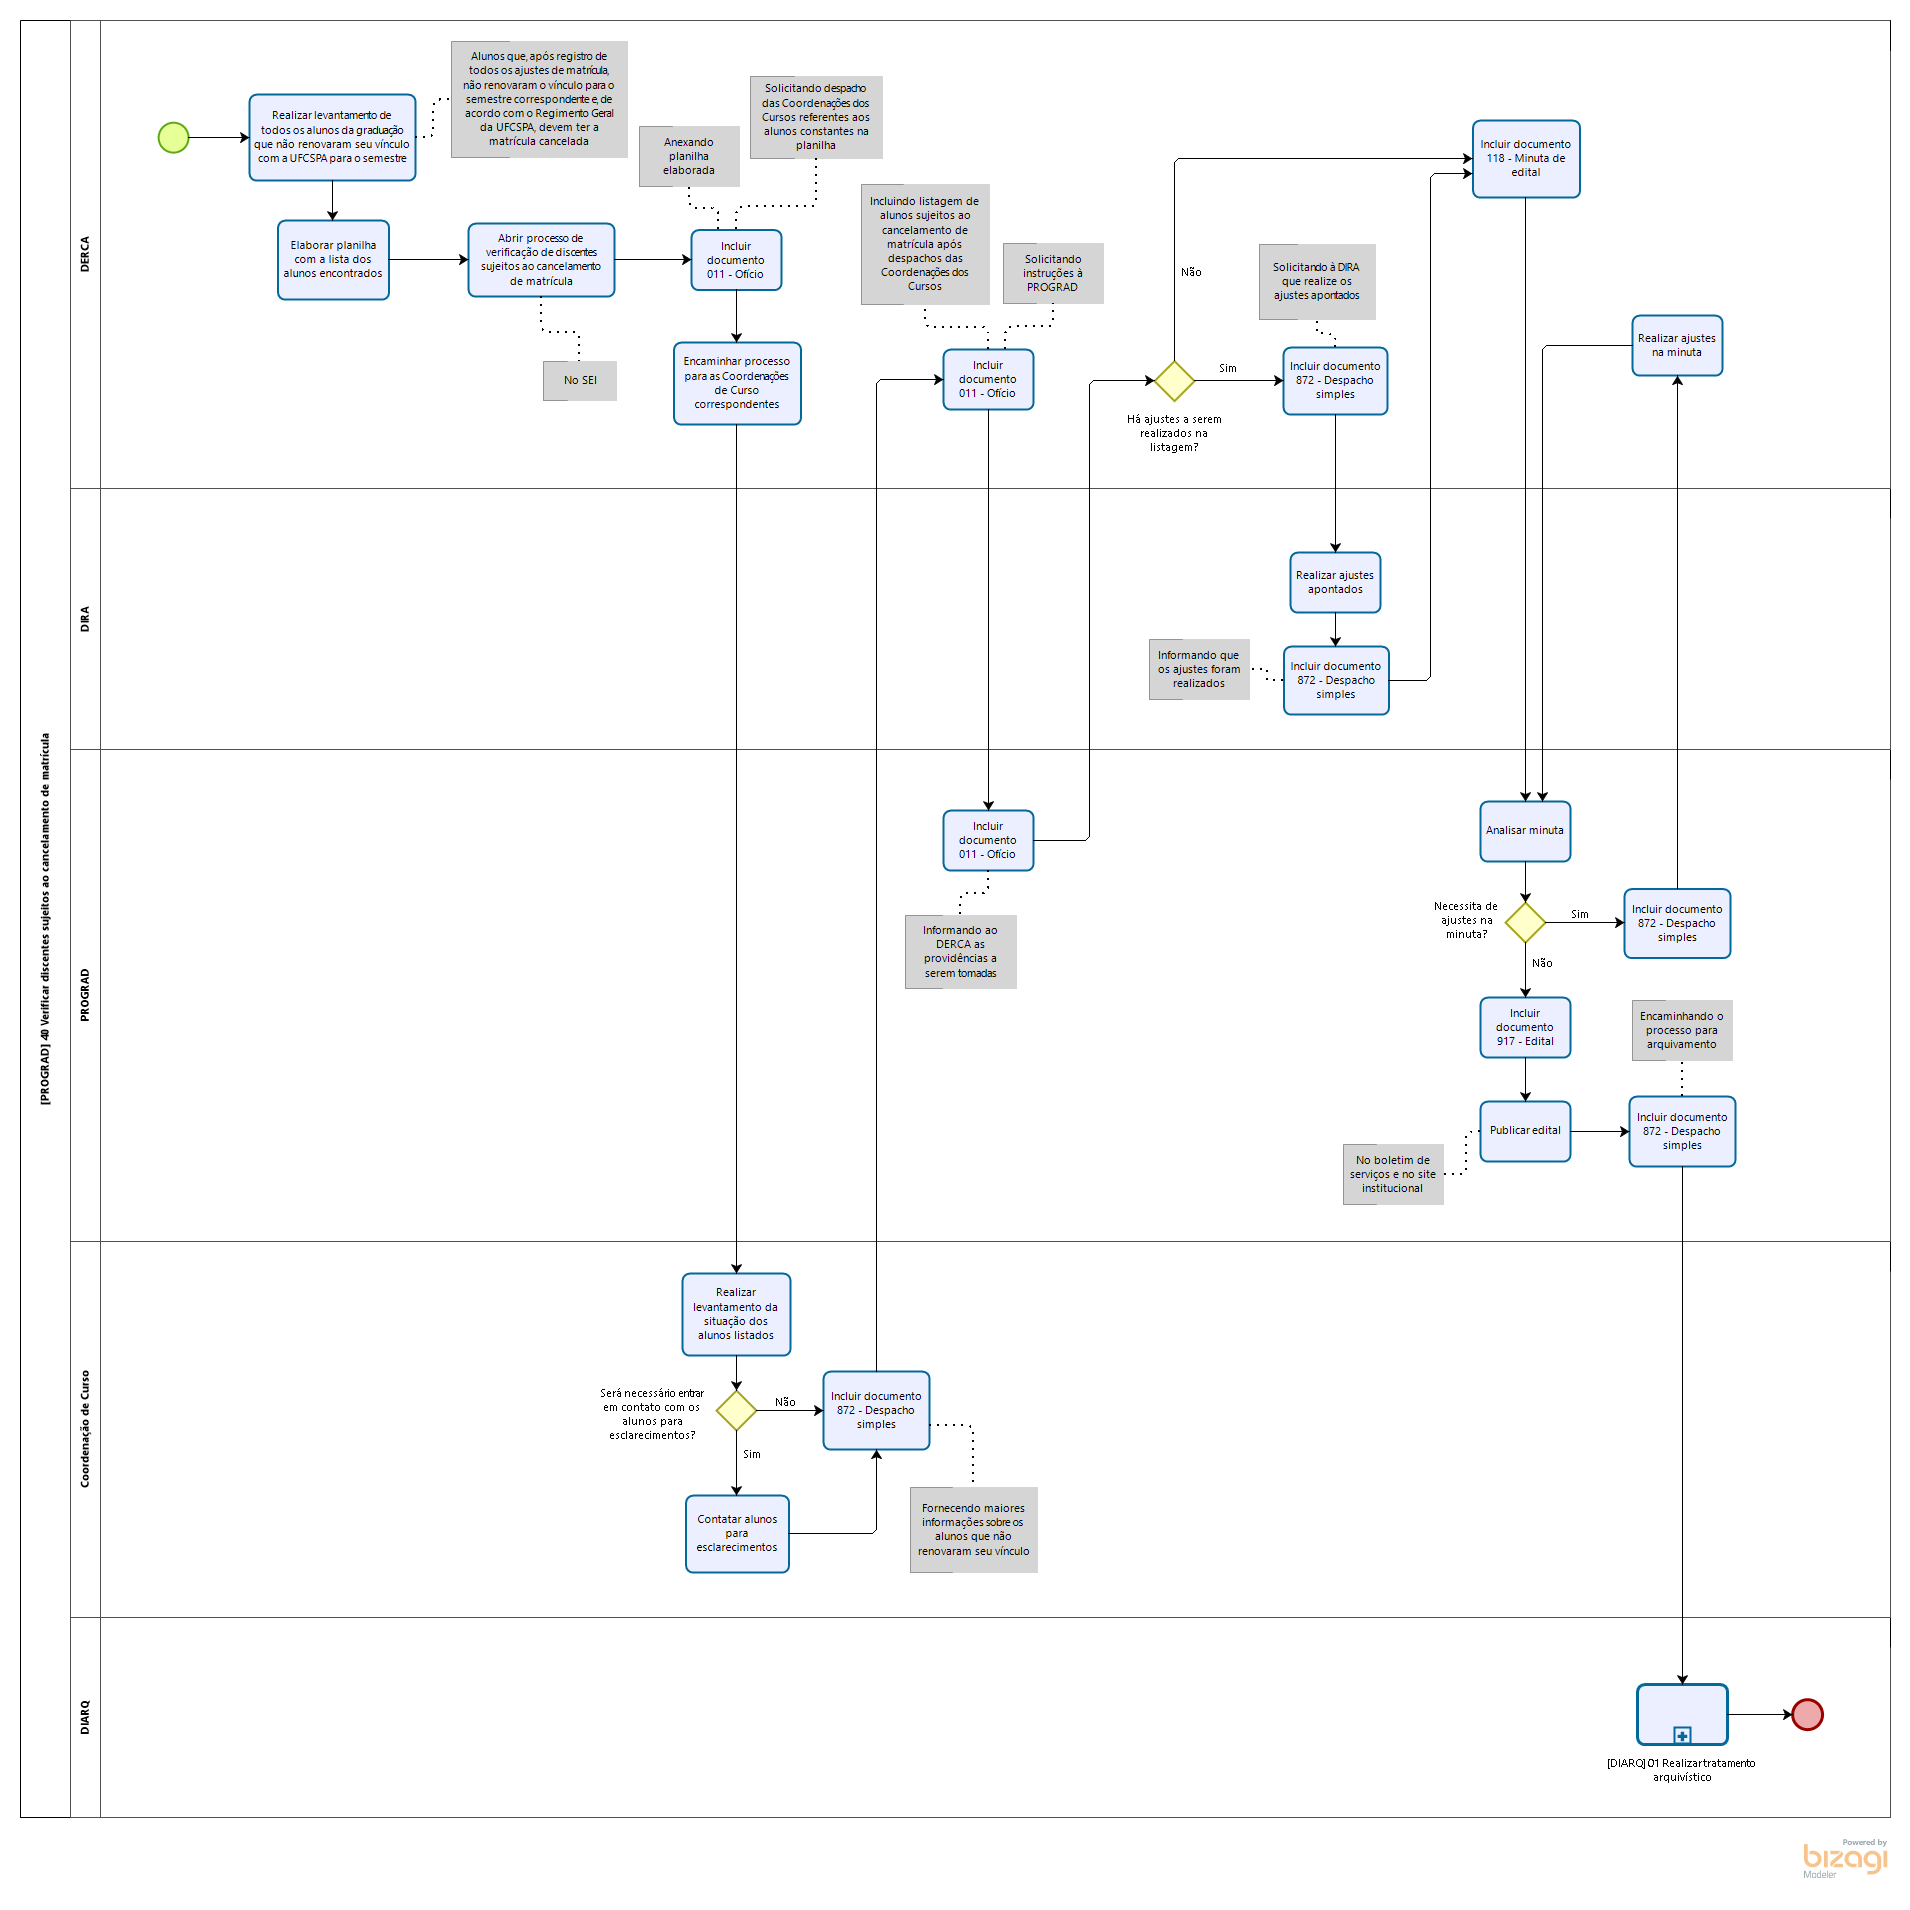 [PROGRAD] 40 Verificar discentes sujeitos ao cancelamento de matrícula
DERCA
Realizar levantamento de
todos os alunos da graduação
que não renovaram seu vínculo
com a UFCSPA para o semestre
Alunos que, após registro de
todos os ajustes de matrícula,
não renovaram o vínculo para o
semestre correspondente e, de
acordo com o Regimento Geral
da UFCSPA, devem ter a
matrícula cancelada
Elaborar planilha
com a lista dos
alunos encontrados
Abrir processo de
verificação de discentes
sujeitos ao cancelamento
de matrícula
No SEI
Anexando
planilha
elaborada
Solicitando despacho
das Coordenações dos
Cursos referentes aos
alunos constantes na
planilha
Incluir
documento
011 - Ofício
Encaminhar processo
para as Coordenações
de Curso
correspondentes
Incluindo listagem de
alunos sujeitos ao
cancelamento de
matrícula após
despachos das
Coordenações dos
Cursos
Solicitando
instruções à
PROGRAD
Incluir
documento
011 - Ofício
Não
Sim
Há ajustes a serem
realizados na
listagem?
Solicitando à DIRA
que realize os
ajustes apontados
Incluir documento
872 - Despacho
simples
Incluir documento
118 - Minuta de
edital
Realizar ajustes
na minuta
DIRA
Realizar ajustes
apontados
Informando que
os ajustes foram
realizados
Incluir documento
872 - Despacho
simples
PROGRAD
Incluir
documento
011 - Ofício
Informando ao
DERCA as
providências a
serem tomadas
Analisar minuta
Necessita de
ajustes na
minuta?
Sim
Não
Incluir documento
872 - Despacho
simples
Incluir
documento
917 - Edital
Encaminhando o
processo para
arquivamento
Publicar edital
No boletim de
serviços e no site
institucional
Incluir documento
872 - Despacho
simples
Coordenação de Curso
Realizar
levantamento da
situação dos
alunos listados
Será necessário entrar
em contato com os
alunos para
esclarecimentos?
Não
Sim
Incluir documento
872 - Despacho
simples
Contatar alunos
para
esclarecimentos
Fornecendo maiores
informações sobre os
alunos que não
renovaram seu vínculo
DIARQ
[DIARQ] 01 Realizar tratamento
arquivístico
Powered by
bizagi
Modeler